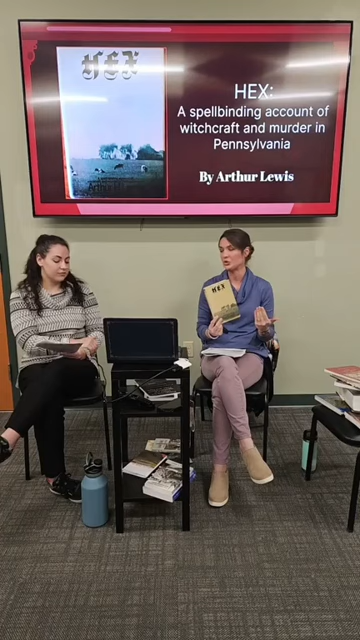 HEX
HEX:
A spellbinding account of
witchcraft and murder in
Pennsylvania
By Arthur Lewis
HEX